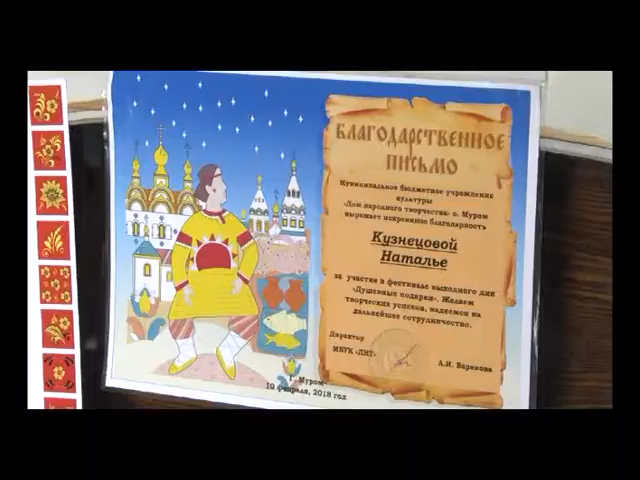 БЛАГОДАРСТВЕННОЕ
ПИСЬМО
Муниципальное бюджетное учреждение
культуры
«Дом народного творчества» о. Муром
выражает искреннюю благодарность
Кузнецовой
Наталье
за участие в фестивале выходного дня
«Душевные подарки». Желаем
творческих успехов, надеемся на
дальнейшее сотрудничество.
Директор
МБУК «ДНТ»
А.И. Баранова
г. Муром
10 февраля, 2018 год